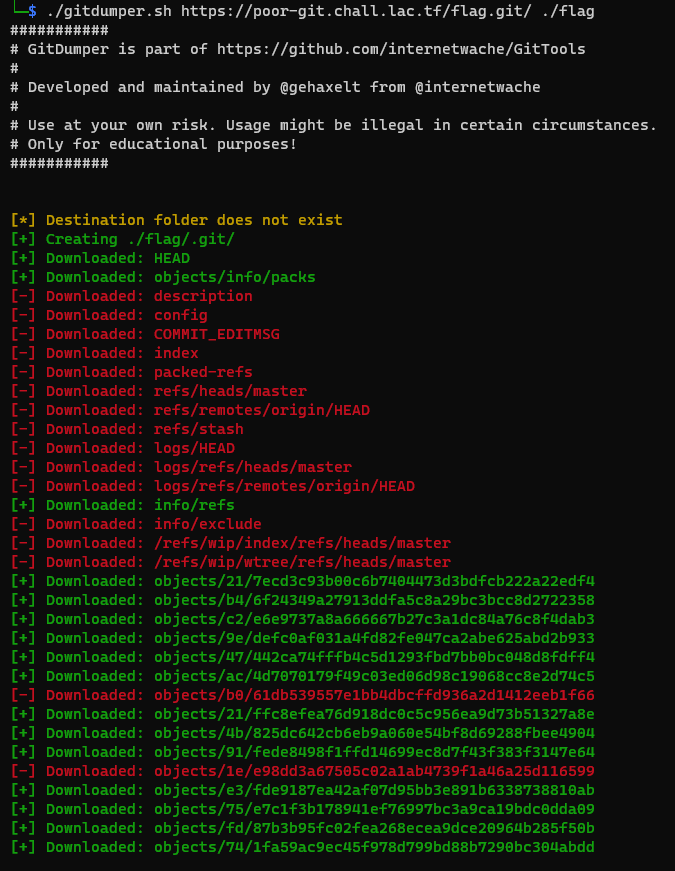 └─$ ./gitdumper.sh https://poor-git.chall.lac.tf/flag.git/ ./flag
###########
# GitDumper is part of https://github.com/internetwache/GitTools
#
# Developed and maintained by @gehaxelt from @internetwache
#
# Use at your own risk. Usage might be illegal in certain circumstances.
# Only for educational purposes!
###########
[*] Destination folder does not exist
[+] Creating ./flag/.git/
[+] Downloaded: HEAD
[+] Downloaded: objects/info/packs
[-] Downloaded: description
[-] Downloaded: config
[-] Downloaded: COMMIT_EDITMSG
[-] Downloaded: index
[-] Downloaded: packed-refs
[-] Downloaded: refs/heads/master
[-] Downloaded: refs/remotes/origin/HEAD
[-] Downloaded: refs/stash
[-] Downloaded: logs/HEAD
[-] Downloaded: logs/refs/heads/master
[-] Downloaded: logs/refs/remotes/origin/HEAD
[+] Downloaded: info/refs
[-] Downloaded: info/exclude
[-] Downloaded: /refs/wip/index/refs/heads/master
[-] Downloaded: /refs/wip/wtree/refs/heads/master
[+] Downloaded: objects/21/7ecd3c93b00c6b7404473d3bdfcb222a22edf4
[+] Downloaded: objects/b4/6f24349a27913ddfa5c8a29bc3bcc8d2722358
[+] Downloaded: objects/c2/e6e9737a8a666667b27c3a1dc84a76c8f4dab3
[+] Downloaded: objects/9e/defc0af031a4fd82fe047ca2abe625abd2b933
[+] Downloaded: objects/47/442ca74fffb4c5d1293fbd7bb0bc048d8fdff4
[+] Downloaded: objects/ac/4d7070179f49c03ed06d98c19068cc8e2d74c5
[-] Downloaded: objects/b0/61db539557e1bb4dbcffd936a2d1412eeb1f66
[+] Downloaded: objects/21/ffc8efea76d918dc0c5c956ea9d73b51327a8e
[+] Downloaded: objects/4b/825dc642cb6eb9a060e54bf8d69288fbee4904
[+] Downloaded: objects/91/fede8498f1ffd14699ec8d7f43f383f3147e64
[-] Downloaded: objects/1e/e98dd3a67505c02a1ab4739f1a46a25d116599
[+] Downloaded: objects/e3/fde9187ea42af07d95bb3e891b6338738810ab
[+] Downloaded: objects/75/e7c1f3b178941ef76997bc3a9ca19bdc0dda09
[+] Downloaded: objects/fd/87b3b95fc02fea268ecea9dce20964b285f50b
[+] Downloaded: objects/74/1fa59ac9ec45f978d799bd88b7290bc304abdd